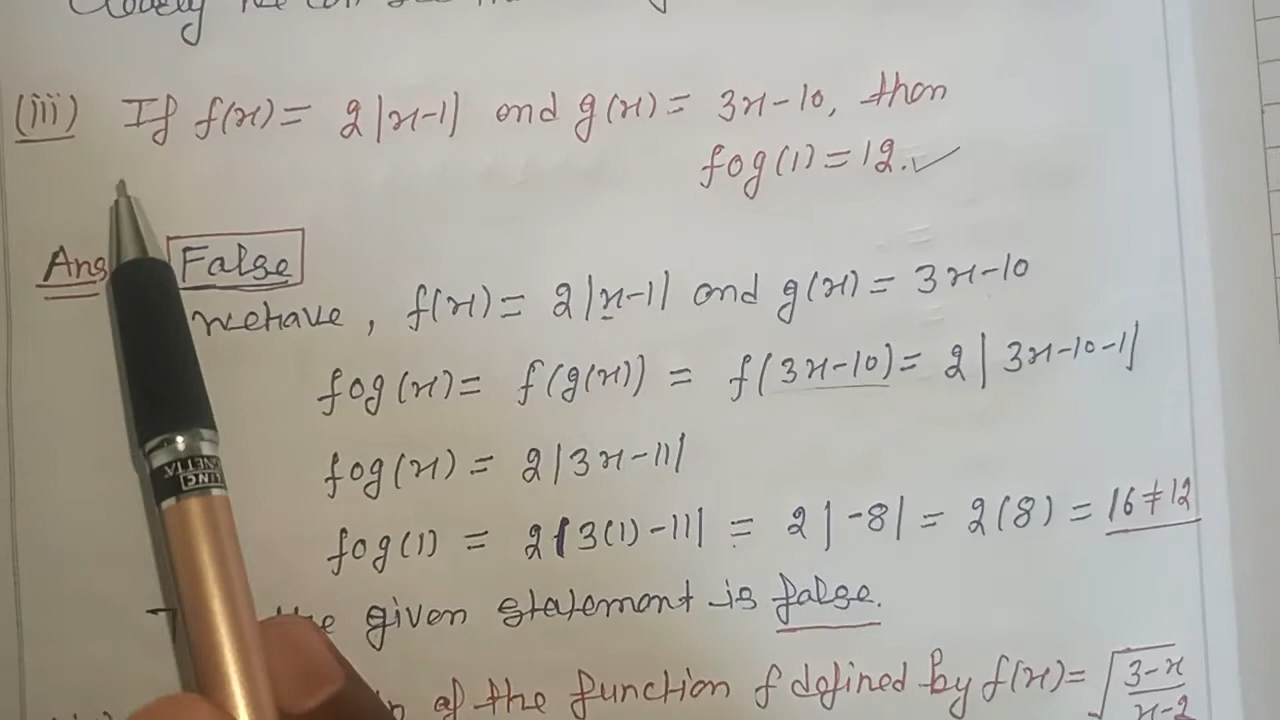 (iii) If f(x) = 2|x-1| and g(x) = 3x-10, then
fog(1) = 12. ✓
Ans False
we have, f(x) = 2|x-1| and g(x) = 3x-10
fog(x) = f(g(x)) = f(3x-10) = 2|3x-10-1|
fog(x) = 2|3x-11|
fog(1) = 2|3(1)-11| = 2|-8| = 2(8) = 16≠12
given statement is false.
of the function f defined by f(x) = √((3-x)/(x-2))